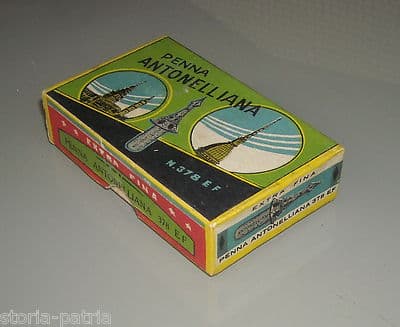 PENNA
ANTONELLIANA
N. 378 EF
EXTRA FINA
PENNA ANTONELLIANA 378 EF
EXTRA FINA
PENNA ANTONELLIANA 378 EF
storia-patria